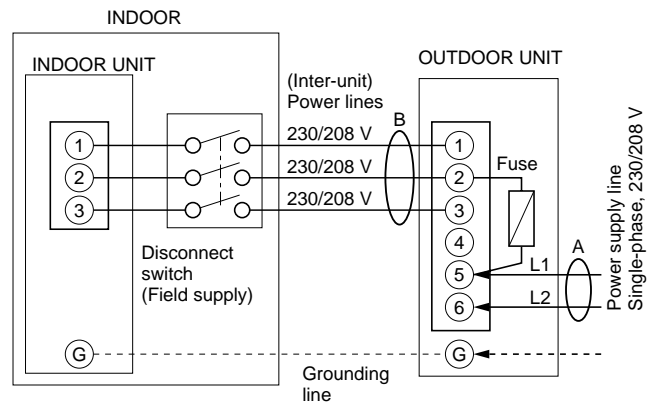 INDOOR
INDOOR UNIT
OUTDOOR UNIT
(Inter-unit)
Power lines
B
230/208 V
230/208 V
230/208 V
1
2
3
1
2
3
4
5
6
Fuse
L1
L2
A
Power supply line
Single-phase, 230/208 V
Disconnect
switch
(Field supply)
G
G
Grounding
line